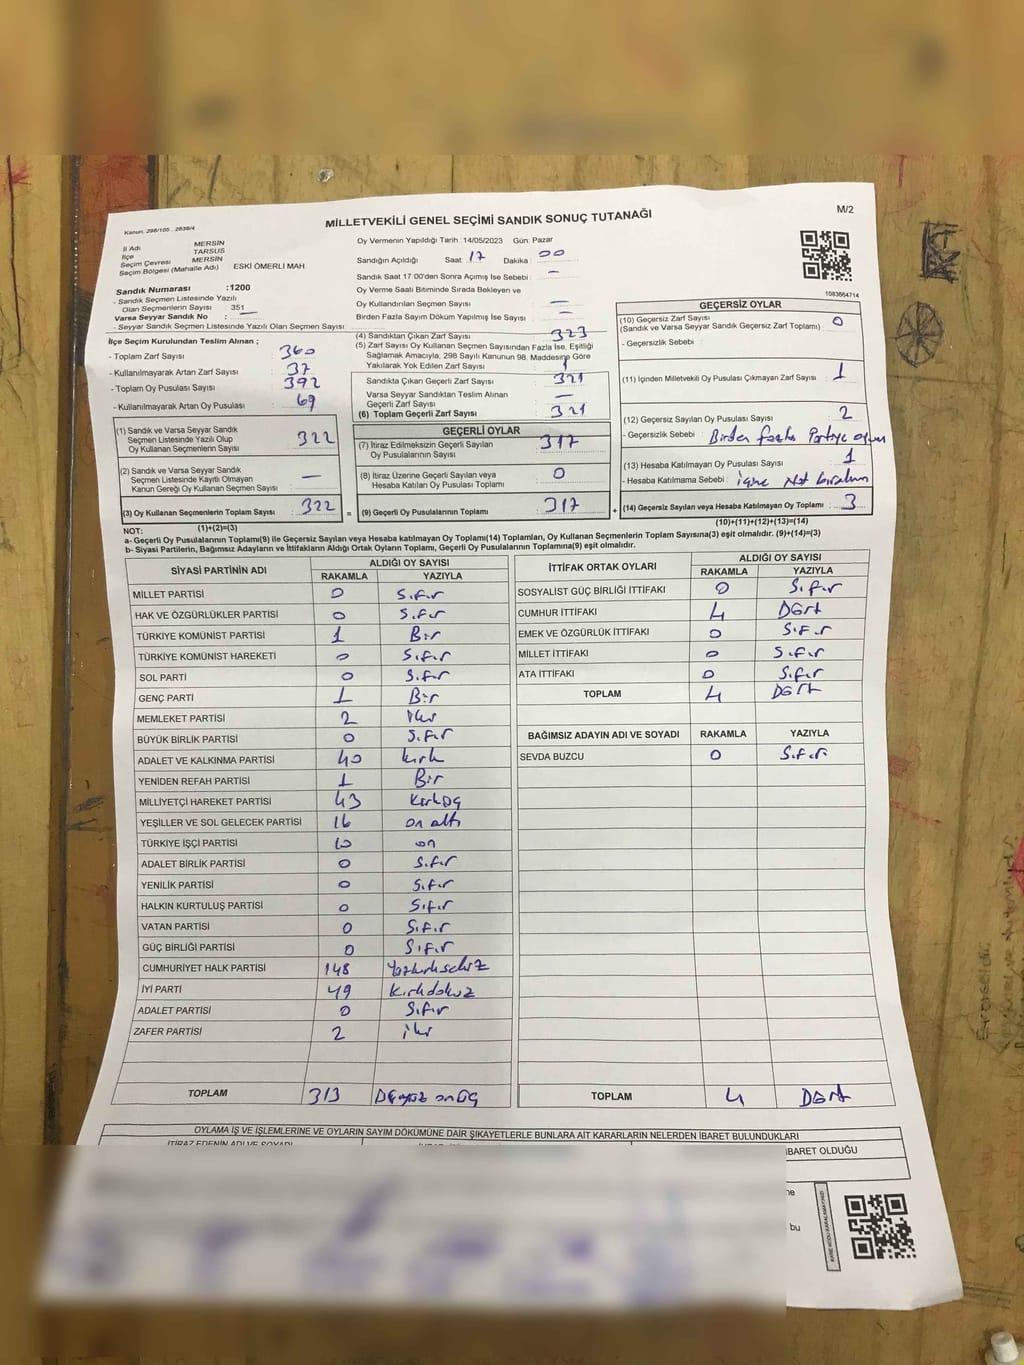 MİLLETVEKİLİ GENEL SEÇİMİ SANDIK SONUÇ TUTANAĞI
M/2
Kanun. 298/105 . 2839/4
İl Adı MERSİN
İlçe TARSUS
Seçim Çevresi MERSİN
Seçim Bölgesi (Mahalle Adı) ESKİ ÖMERLİ MAH
Sandık Numarası :1200
- Sandık Seçmen Listesinde Yazılı
Olan Seçmenlerin Sayısı 351
Varsa Seyyar Sandık No : —
- Seyyar Sandık Seçmen Listesinde Yazılı Olan Seçmen Sayısı
Oy Vermenin Yapıldığı Tarih :14/05/2023 Gün: Pazar
Sandığın Açıldığı Saat: 17 Dakika: 00
Sandık Saat 17:00'den Sonra Açımış İse Sebebi: —
Oy Verme Saati Bitiminde Sırada Bekleyen ve
Oy Kullandırılan Seçmen Sayısı : —
Birden Fazla Sayım Dökum Yapılmış İse Sayısı : —
1083664714
İlçe Seçim Kurulundan Teslim Alınan ;
- Toplam Zarf Sayısı : 360
- Kullanılmayarak Artan Zarf Sayısı : 37
- Toplam Oy Pusulası Sayısı : 392
- Kullanılmayarak Artan Oy Pusulası : 69
(1) Sandık ve Varsa Seyyar Sandık
Seçmen Listesinde Yazılı Olup
Oy Kullanan Seçmenlerin Sayısı : 322
(2) Sandık ve Varsa Seyyar Sandık
Seçmen Listesinde Kayıtlı Olmayan
Kanun Gereği Oy Kullanan Seçmen Sayısı : —
(3) Oy Kullanan Seçmenlerin Toplam Sayısı : 322
(1)+(2)=(3)
(4) Sandıktan Çıkan Zarf Sayısı : 323
(5) Zarf Sayısı Oy Kullanan Seçmen Sayısından Fazla İse, Eşitliği
Sağlamak Amacıyla; 298 Sayılı Kanunun 98. Maddesine Göre
Yakılarak Yok Edilen Zarf Sayısı : 1
Sandıkta Çıkan Geçerli Zarf Sayısı : 321
Varsa Seyyar Sandıktan Teslim Alınan
Geçerli Zarf Sayısı : —
(6) Toplam Geçerli Zarf Sayısı : 321
GEÇERLİ OYLAR
(7) İtiraz Edilmeksizin Geçerli Sayılan
Oy Pusulalarının Sayısı : 317
(8) İtiraz Üzerine Geçerli Sayılan veya
Hesaba Katılan Oy Pusulası Toplamı : 0
= (9) Geçerli Oy Pusulalarının Toplamı : 317
GEÇERSİZ OYLAR
(10) Geçersiz Zarf Sayısı
(Sandık ve Varsa Seyyar Sandık Geçersiz Zarf Toplamı) : 0
- Geçersizlik Sebebi :
(11) İçinden Milletvekili Oy Pusulası Çıkmayan Zarf Sayısı : 1
(12) Geçersiz Sayılan Oy Pusulası Sayısı : 2
- Geçersizlik Sebebi : Birden fazla Partiye oyun
(13) Hesaba Katılmayan Oy Pusulası Sayısı : 1
- Hesaba Katılmama Sebebi : içine Not
+ (14) Geçersiz Sayılan veya Hesaba Katılmayan Oy Toplamı : 3
(10)+(11)+(12)+(13)=(14)
NOT:
a- Geçerli Oy Pusulalarının Toplamı(9) ile Geçersiz Sayılan veya Hesaba katılmayan Oy Toplamı(14) Toplamları, Oy Kullanan Seçmenlerin Toplam Sayısına(3) eşit olmalıdır. (9)+(14)=(3)
b- Siyasi Partilerin, Bağımsız Adayların ve İttifakların Aldığı Ortak Oyların Toplamı, Geçerli Oy Pusulalarının Toplamına(9) eşit olmalıdır.
SİYASİ PARTİNİN ADI ALDIĞI OY SAYISI
RAKAMLA YAZIYLA
MİLLET PARTİSİ 0 Sıfır
HAK VE ÖZGÜRLÜKLER PARTİSİ 0 Sıfır
TÜRKİYE KOMÜNİST PARTİSİ 1 Bir
TÜRKİYE KOMÜNİST HAREKETİ 0 Sıfır
SOL PARTİ 0 Sıfır
GENÇ PARTİ 1 Bir
MEMLEKET PARTİSİ 2 iki
BÜYÜK BİRLİK PARTİSİ 0 Sıfır
ADALET VE KALKINMA PARTİSİ 40 kırk
YENİDEN REFAH PARTİSİ 1 Bir
MİLLİYETÇİ HAREKET PARTİSİ 43 Kırküç
YEŞİLLER VE SOL GELECEK PARTİSİ 16 on altı
TÜRKİYE İŞÇİ PARTİSİ 10 on
ADALET BİRLİK PARTİSİ 0 Sıfır
YENİLİK PARTİSİ 0 Sıfır
HALKIN KURTULUŞ PARTİSİ 0 Sıfır
VATAN PARTİSİ 0 Sıfır
GÜÇ BİRLİĞİ PARTİSİ 0 Sıfır
CUMHURİYET HALK PARTİSİ 148 Yüzkırksekiz
İYİ PARTİ 49 Kırkdokuz
ADALET PARTİSİ 0 Sıfır
ZAFER PARTİSİ 2 iki
TOPLAM 313 Üçyüz onüç
İTTİFAK ORTAK OYLARI ALDIĞI OY SAYISI
RAKAMLA YAZIYLA
SOSYALİST GÜÇ BİRLİĞİ İTTİFAKI 0 Sıfır
CUMHUR İTTİFAKI 4 Dört
EMEK VE ÖZGÜRLÜK İTTİFAKI 0 Sıfır
MİLLET İTTİFAKI 0 Sıfır
ATA İTTİFAKI 0 Sıfır
TOPLAM 4 Dört
BAĞIMSIZ ADAYIN ADI VE SOYADI RAKAMLA YAZIYLA
SEVDA BUZCU 0 Sıfır
TOPLAM 4 Dört
OYLAMA İŞ VE İŞLEMLERİNE VE OYLARIN SAYIM DÖKÜMÜNE DAİR ŞİKAYETLERLE BUNLARA AİT KARARLARIN NELERDEN İBARET BULUNDUKLARI
İTİRAZ EDENİN ADI VE SOYADI
İBARET OLDUĞU
bu